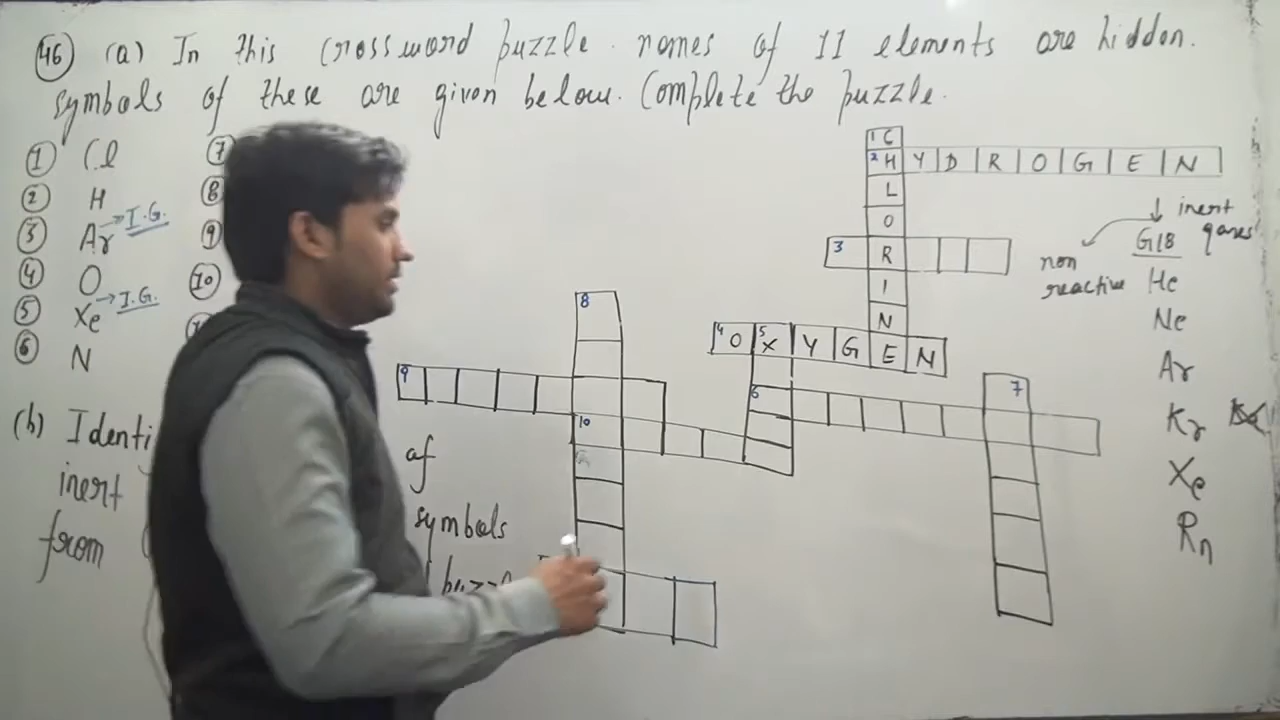 46 (a) In this Crossword puzzle. names of 11 elements are hidden.
symbols of these are given below. Complete the puzzle.
1 Cl
2 H
3 Ar → I.G.
4 O
5 Xe → I.G.
6 N
7
8
9
10
(b) Identi
inert
from
af
symbols
1 C
2 H Y D R O G E N
L
O
3 R
I
N
4 O 5 X Y G E N
6
7
8
9
10
inert
gases
G18
non
reactive
He
Ne
Ar
Kr
Xe
Rn